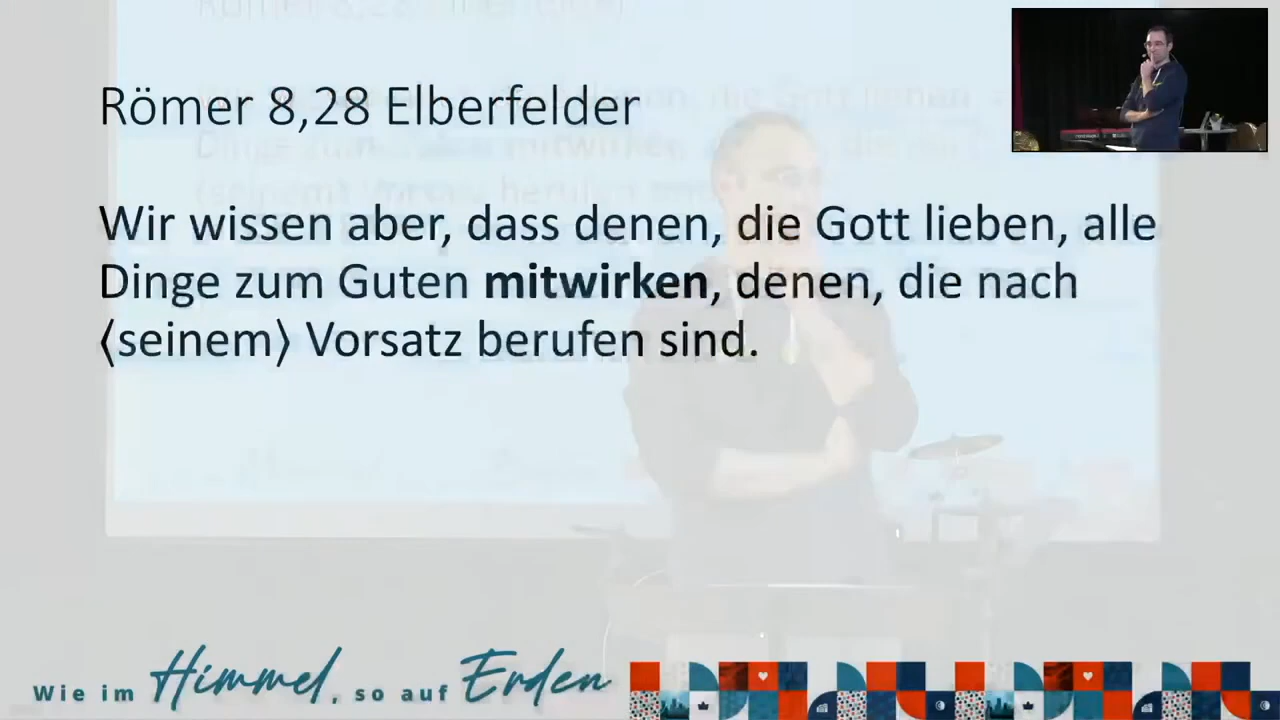 Römer 8,28 Elberfelder
Wir wissen aber, dass denen, die Gott lieben, alle
Dinge zum Guten mitwirken, denen, die nach
⟨seinem⟩ Vorsatz berufen sind.
Wie im Himmel, so auf Erden